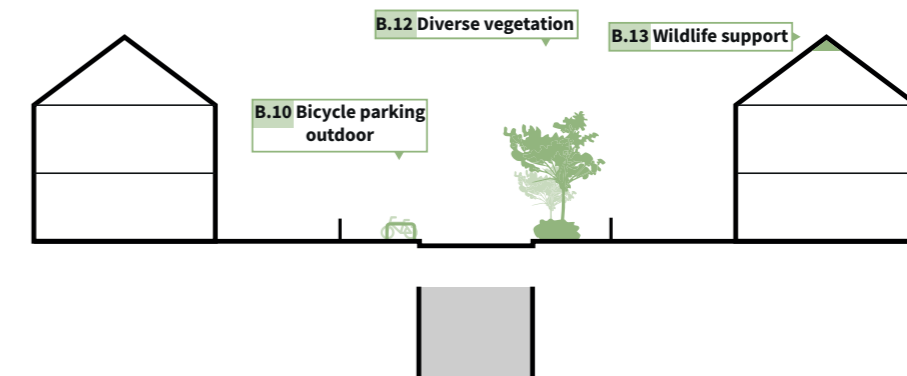 B.12 Diverse vegetation
B.13 Wildlife support
B.10 Bicycle parking
outdoor